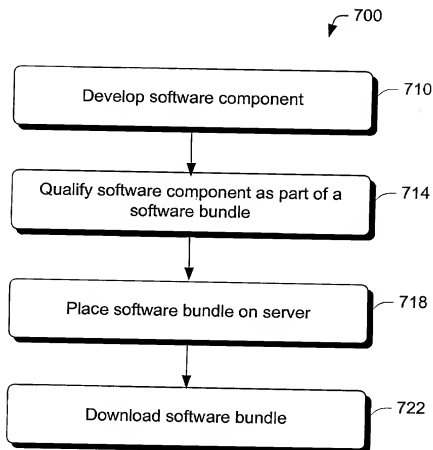 700
Develop software component
710
Qualify software component as part of a
software bundle
714
Place software bundle on server
718
Download software bundle
722